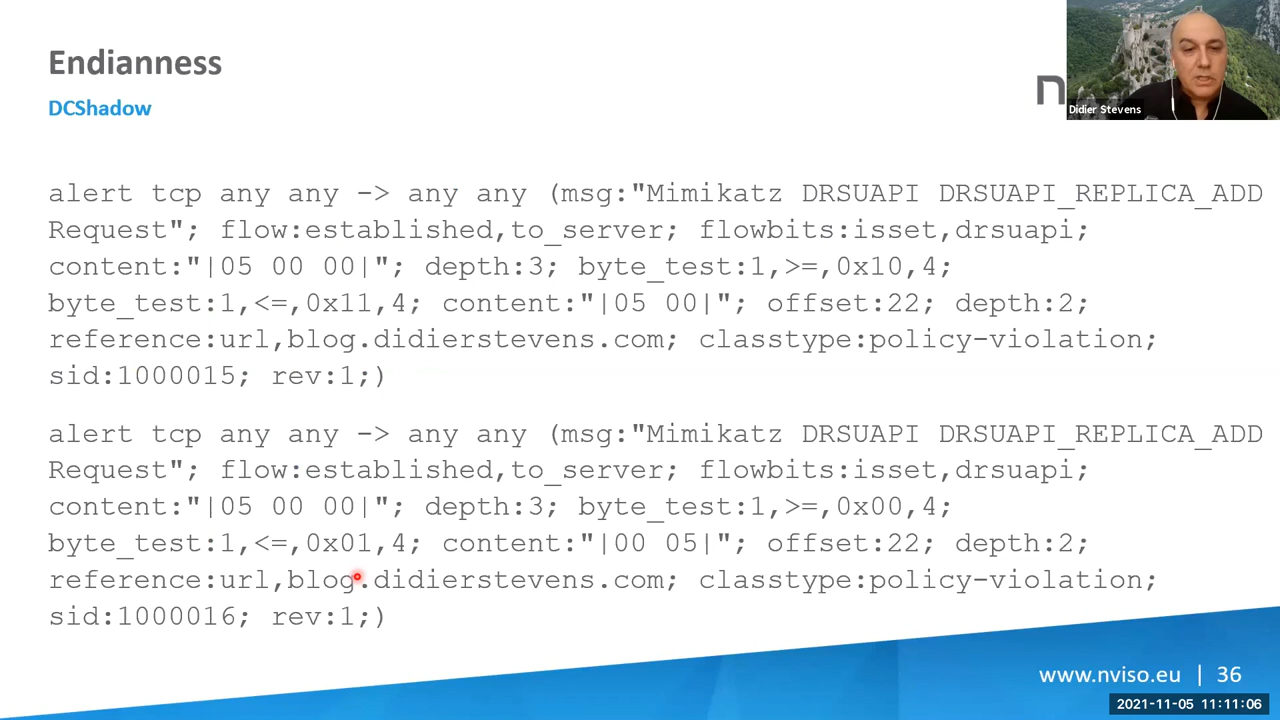 Endianness
DCShadow
n
Didier Stevens
alert tcp any any -> any any (msg:"Mimikatz DRSUAPI DRSUAPI_REPLICA_ADD
Request"; flow:established,to_server; flowbits:isset,drsuapi;
content:"|05 00 00|"; depth:3; byte_test:1,>=,0x10,4;
byte_test:1,<=,0x11,4; content:"|05 00|"; offset:22; depth:2;
reference:url,blog.didierstevens.com; classtype:policy-violation;
sid:1000015; rev:1;)
alert tcp any any -> any any (msg:"Mimikatz DRSUAPI DRSUAPI_REPLICA_ADD
Request"; flow:established,to_server; flowbits:isset,drsuapi;
content:"|05 00 00|"; depth:3; byte_test:1,>=,0x00,4;
byte_test:1,<=,0x01,4; content:"|00 05|"; offset:22; depth:2;
reference:url,blog.didierstevens.com; classtype:policy-violation;
sid:1000016; rev:1;)
www.nviso.eu | 36
2021-11-05 11:11:06